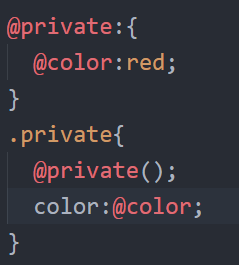 @private:{
  @color:red;
}
.private{
  @private();
  color:@color;
}